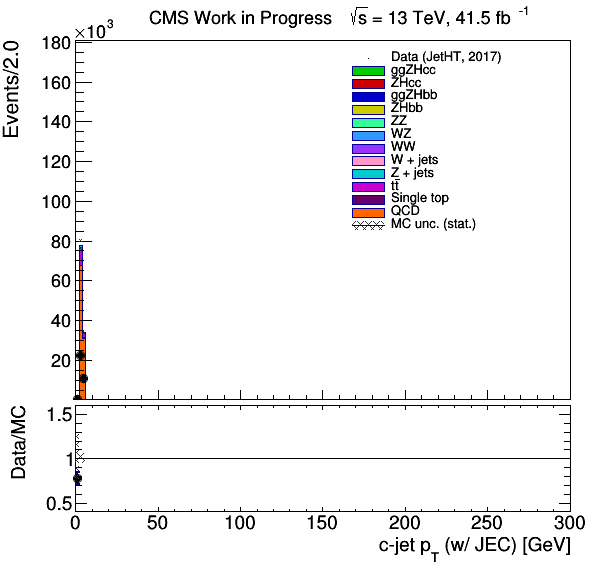 CMS Work in Progress √s = 13 TeV, 41.5 fb⁻¹
×10³
Events/2.0
180
160
140
120
100
80
60
40
20
Data (JetHT, 2017)
ggZHcc
ZHcc
ggZHbb
ZHbb
ZZ
WZ
WW
W + jets
Z + jets
tt̄
Single top
QCD
MC unc. (stat.)
Data/MC
1.5
1
0.5
0 50 100 150 200 250 300
c-jet p_T (w/ JEC) [GeV]